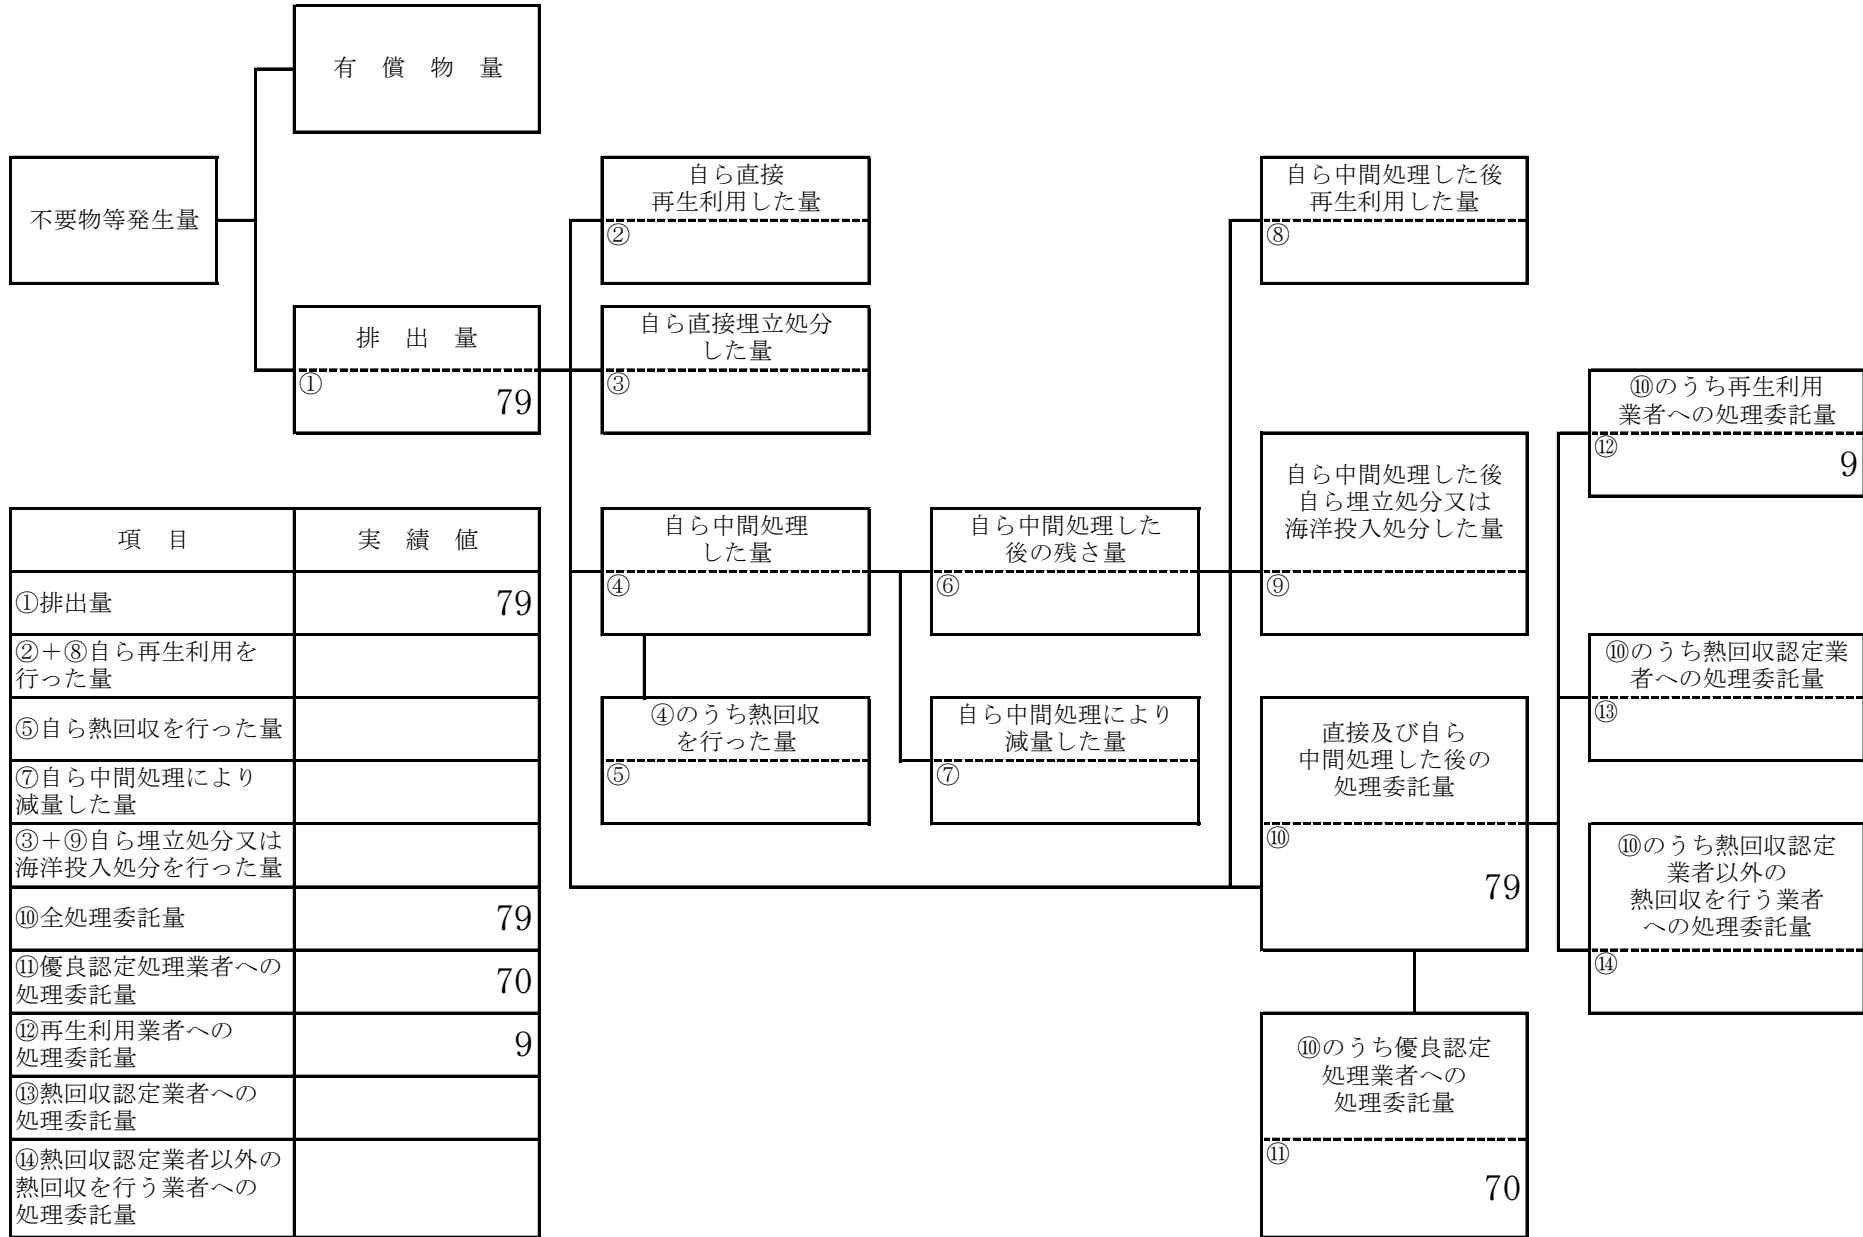 有　償　物　量
不要物等発生量
排　出　量
①
79
自ら直接
再生利用した量
②
自ら直接埋立処分
した量
③
自ら中間処理
した量
④
④のうち熱回収
を行った量
⑤
自ら中間処理した
後の残さ量
⑥
自ら中間処理により
減量した量
⑦
自ら中間処理した後
再生利用した量
⑧
自ら中間処理した後
自ら埋立処分又は
海洋投入処分した量
⑨
直接及び自ら
中間処理した後の
処理委託量
⑩
79
⑩のうち優良認定
処理業者への
処理委託量
⑪
70
⑩のうち再生利用
業者への処理委託量
⑫
9
⑩のうち熱回収認定業
者への処理委託量
⑬
⑩のうち熱回収認定
業者以外の
熱回収を行う業者
への処理委託量
⑭
項　目　実　績　値
①排出量　79
②＋⑧自ら再生利用を
行った量
⑤自ら熱回収を行った量
⑦自ら中間処理により
減量した量
③＋⑨自ら埋立処分又は
海洋投入処分を行った量
⑩全処理委託量　79
⑪優良認定処理業者への
処理委託量
70
⑫再生利用業者への
処理委託量
9
⑬熱回収認定業者への
処理委託量
⑭熱回収認定業者以外の
熱回収を行う業者への
処理委託量